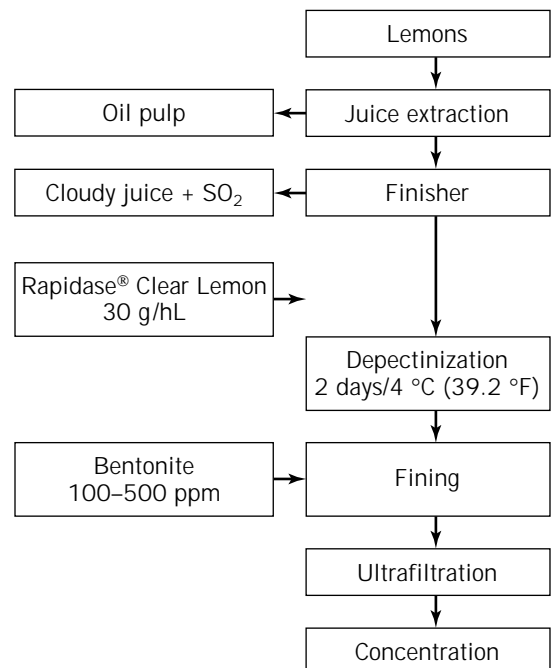 Lemons
Oil pulp
Juice extraction
Cloudy juice + SO₂
Finisher
Rapidase® Clear Lemon
30 g/hL
Depectinization
2 days/4 °C (39.2 °F)
Bentonite
100–500 ppm
Fining
Ultrafiltration
Concentration